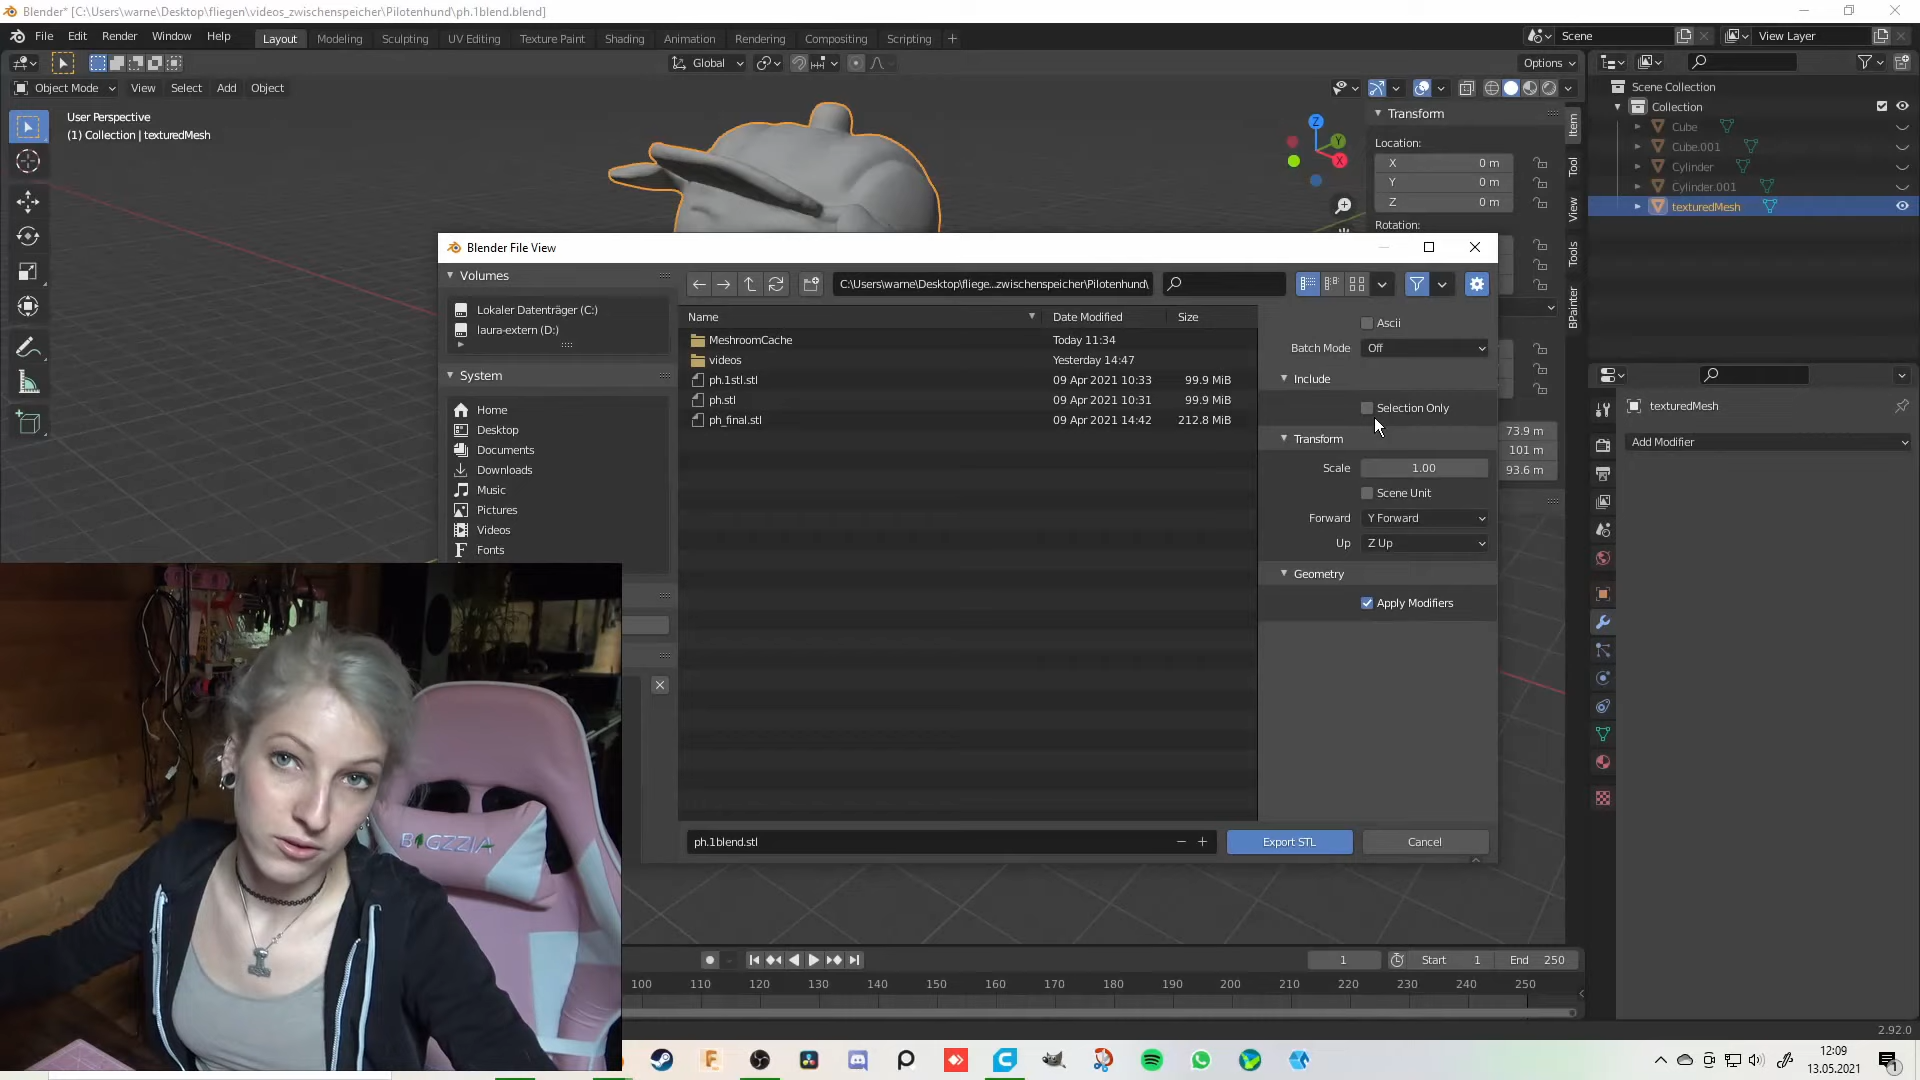 Blender* [C:\Users\warne\Desktop\fliegen\videos_zwischenspeicher\Pilotenhund\ph.1blend.blend]
File Edit Render Window Help Layout Modeling Sculpting UV Editing Texture Paint Shading Animation Rendering Compositing Scripting + Scene View Layer
Global Options
Object Mode View Select Add Object
User Perspective
(1) Collection | texturedMesh
Z
Y
X
Transform
Location:
X 0 m
Y 0 m
Z 0 m
Rotation:
Item
Tool
View
Tools
BPainter
Scene Collection
Collection
Cube
Cube.001
Cylinder
Cylinder.001
texturedMesh
texturedMesh
Add Modifier
73.9 m
101 m
93.6 m
Blender File View
Volumes
Lokaler Datenträger (C:)
laura-extern (D:)
System
Home
Desktop
Documents
Downloads
Music
Pictures
Videos
Fonts
C:\Users\warne\Desktop\fliege...zwischenspeicher\Pilotenhund\
Name Date Modified Size
MeshroomCache Today 11:34
videos Yesterday 14:47
ph.1stl.stl 09 Apr 2021 10:33 99.9 MiB
ph.stl 09 Apr 2021 10:31 99.9 MiB
ph_final.stl 09 Apr 2021 14:42 212.8 MiB
Ascii
Batch Mode Off
Include
Selection Only
Transform
Scale 1.00
Scene Unit
Forward Y Forward
Up Z Up
Geometry
Apply Modifiers
ph.1blend.stl
Export STL Cancel
BIGZZIA
1 Start 1 End 250
100 110 120 130 140 150 160 170 180 190 200 210 220 230 240 250
2.92.0
12:09
13.05.2021
1